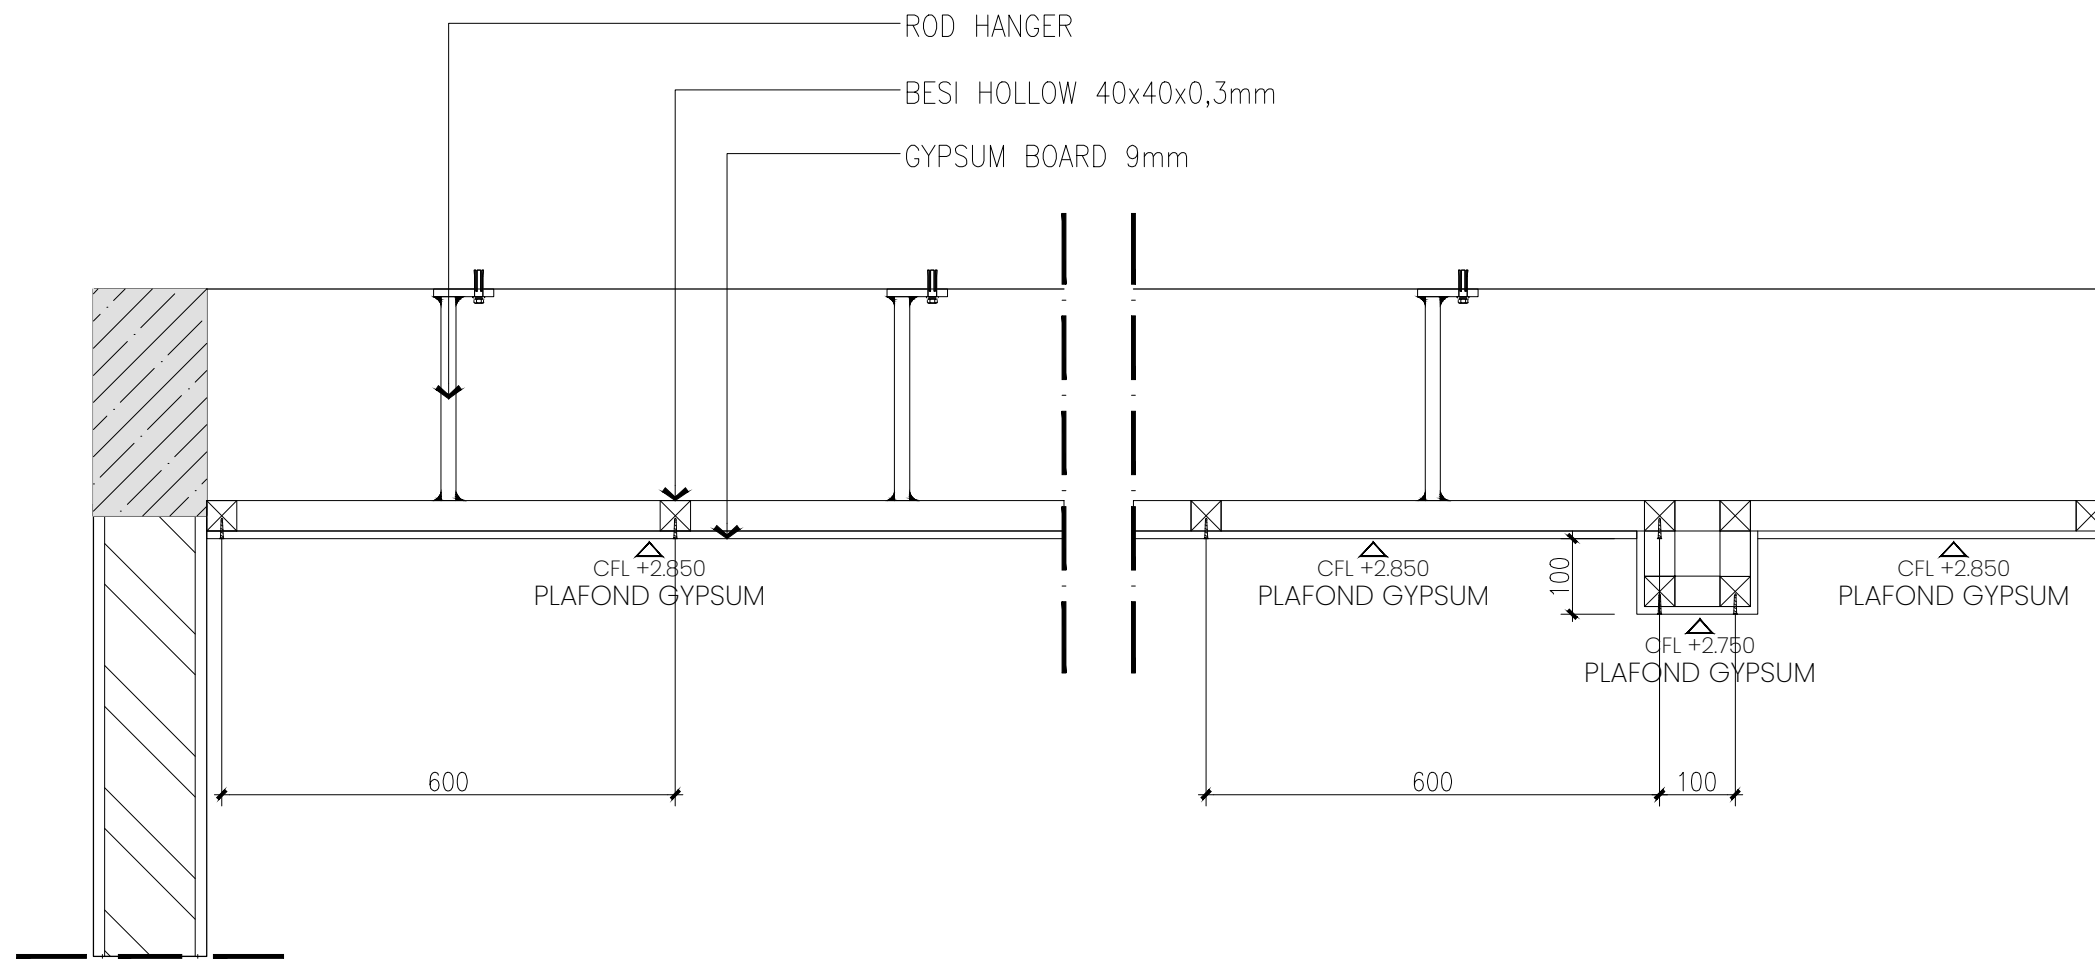 ROD HANGER
BESI HOLLOW 40x40x0,3mm
GYPSUM BOARD 9mm
CFL +2.850
PLAFOND GYPSUM
CFL +2.850
PLAFOND GYPSUM
100
CFL +2.850
PLAFOND GYPSUM
CFL +2.750
PLAFOND GYPSUM
600
600
100